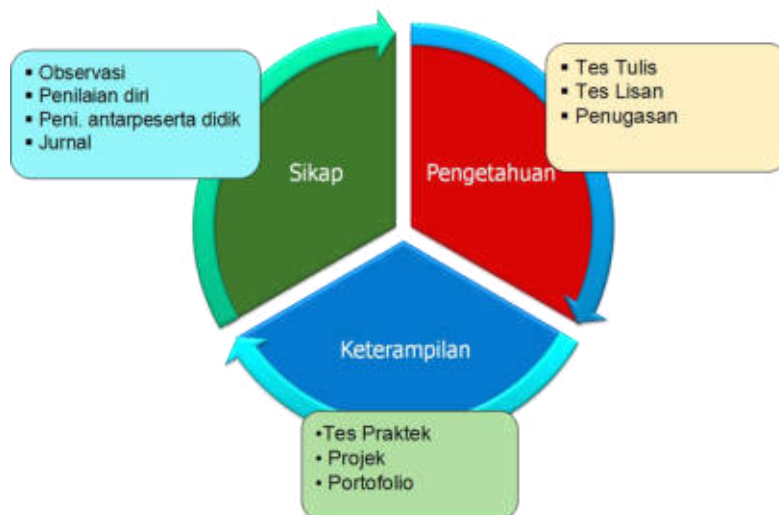 ▪ Observasi
▪ Penilaian diri
▪ Peni. antarpeserta didik
▪ Jurnal
Sikap
▪ Tes Tulis
▪ Tes Lisan
▪ Penugasan
Pengetahuan
Keterampilan
•Tes Praktek
• Projek
• Portofolio